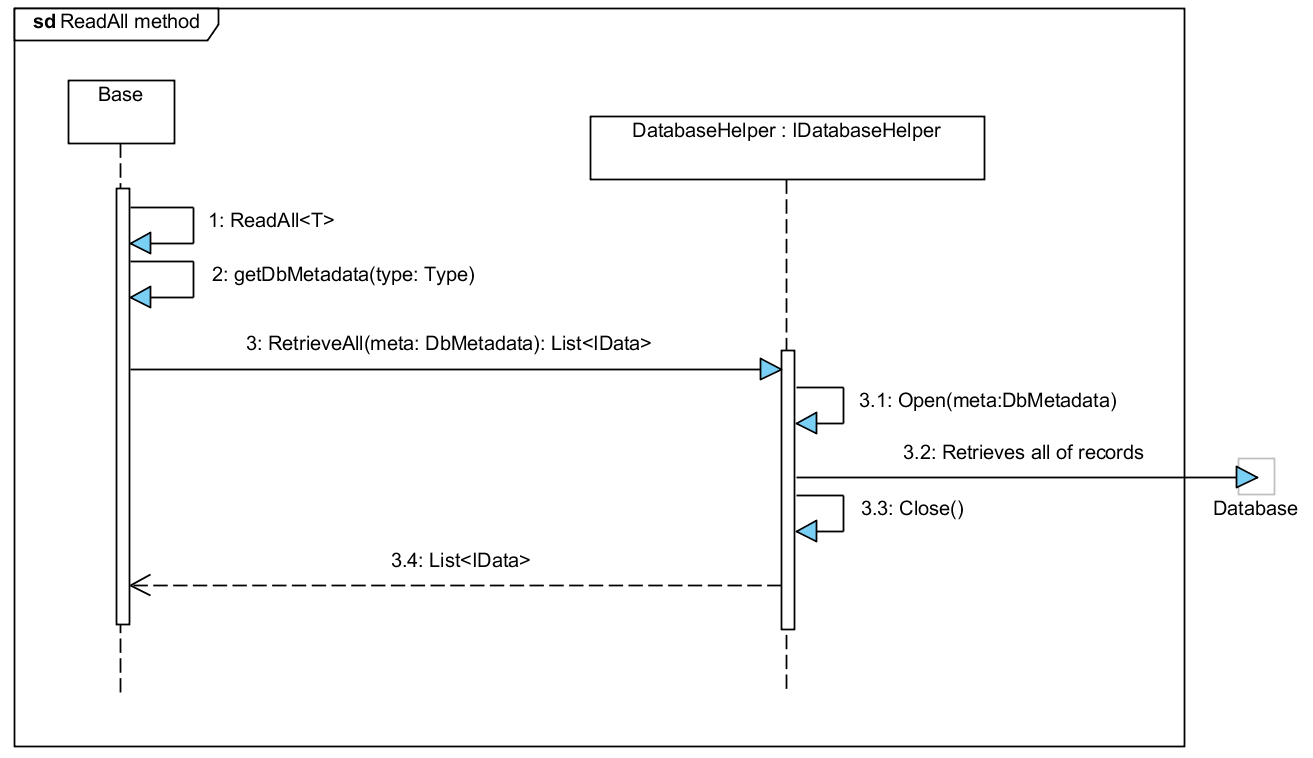 sd ReadAll method
Base
DatabaseHelper : IDatabaseHelper
1: ReadAll<T>
2: getDbMetadata(type: Type)
3: RetrieveAll(meta: DbMetadata): List<IData>
3.1: Open(meta:DbMetadata)
3.2: Retrieves all of records
Database
3.3: Close()
3.4: List<IData>